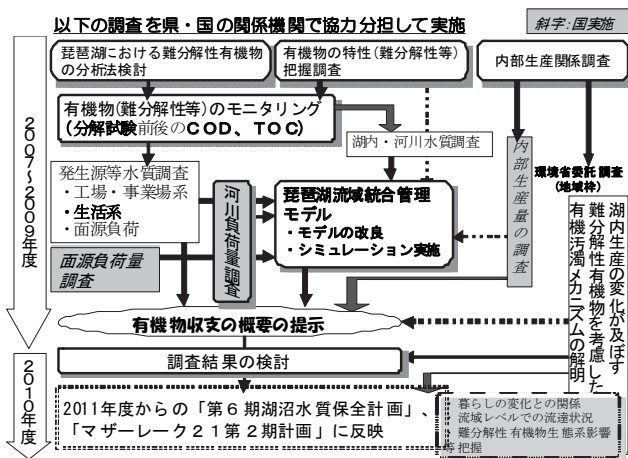 以下の調査を県・国の関係機関で協力分担して実施
斜字：国実施
琵琶湖における難分解性有機物
の分析法検討
有機物の特性（難分解性等）
把握調査
内部生産関係調査
有機物（難分解性等）のモニタリング
（分解試験前後のＣＯＤ、ＴＯＣ）
湖内・河川水質調査
2007～2009年度
発生源等水質調査
・工場・事業場系
・生活系
・面源負荷
面源負荷量
調査
河川負荷量調査
琵琶湖流域統合管理
モデル
・モデルの改良
・シミュレーション実施
内部生産量の調査
環境省委託調査
（地域枠）
湖内生産の変化が及ぼす
難分解性有機物を考慮した
有機汚濁メカニズムの解明
有機物収支の概要の提示
2010年度
調査結果の検討
2011年度からの「第６期湖沼水質保全計画」、
「マザーレーク２１第２期計画」に反映
・暮らしの変化との関係
・流域レベルでの流達状況
・難分解性有機物生態系影響
等把握